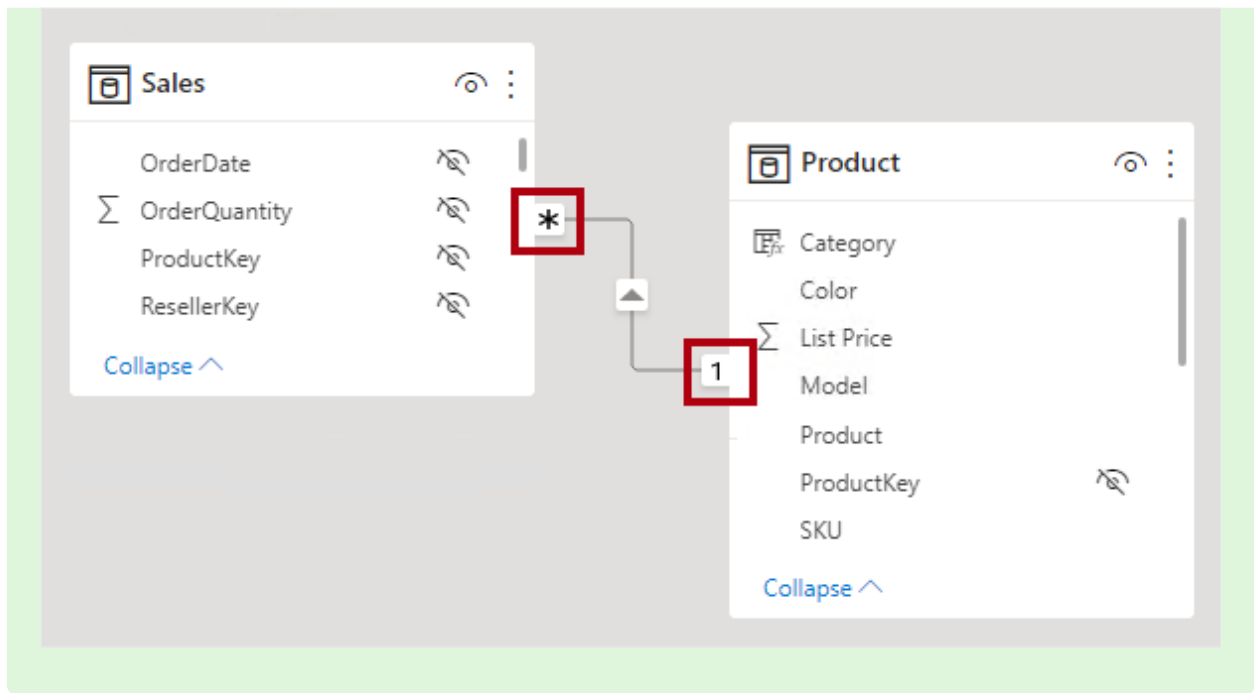 Sales
OrderDate
OrderQuantity
ProductKey
ResellerKey
Collapse
*
1
Product
Category
Color
List Price
Model
Product
ProductKey
SKU
Collapse